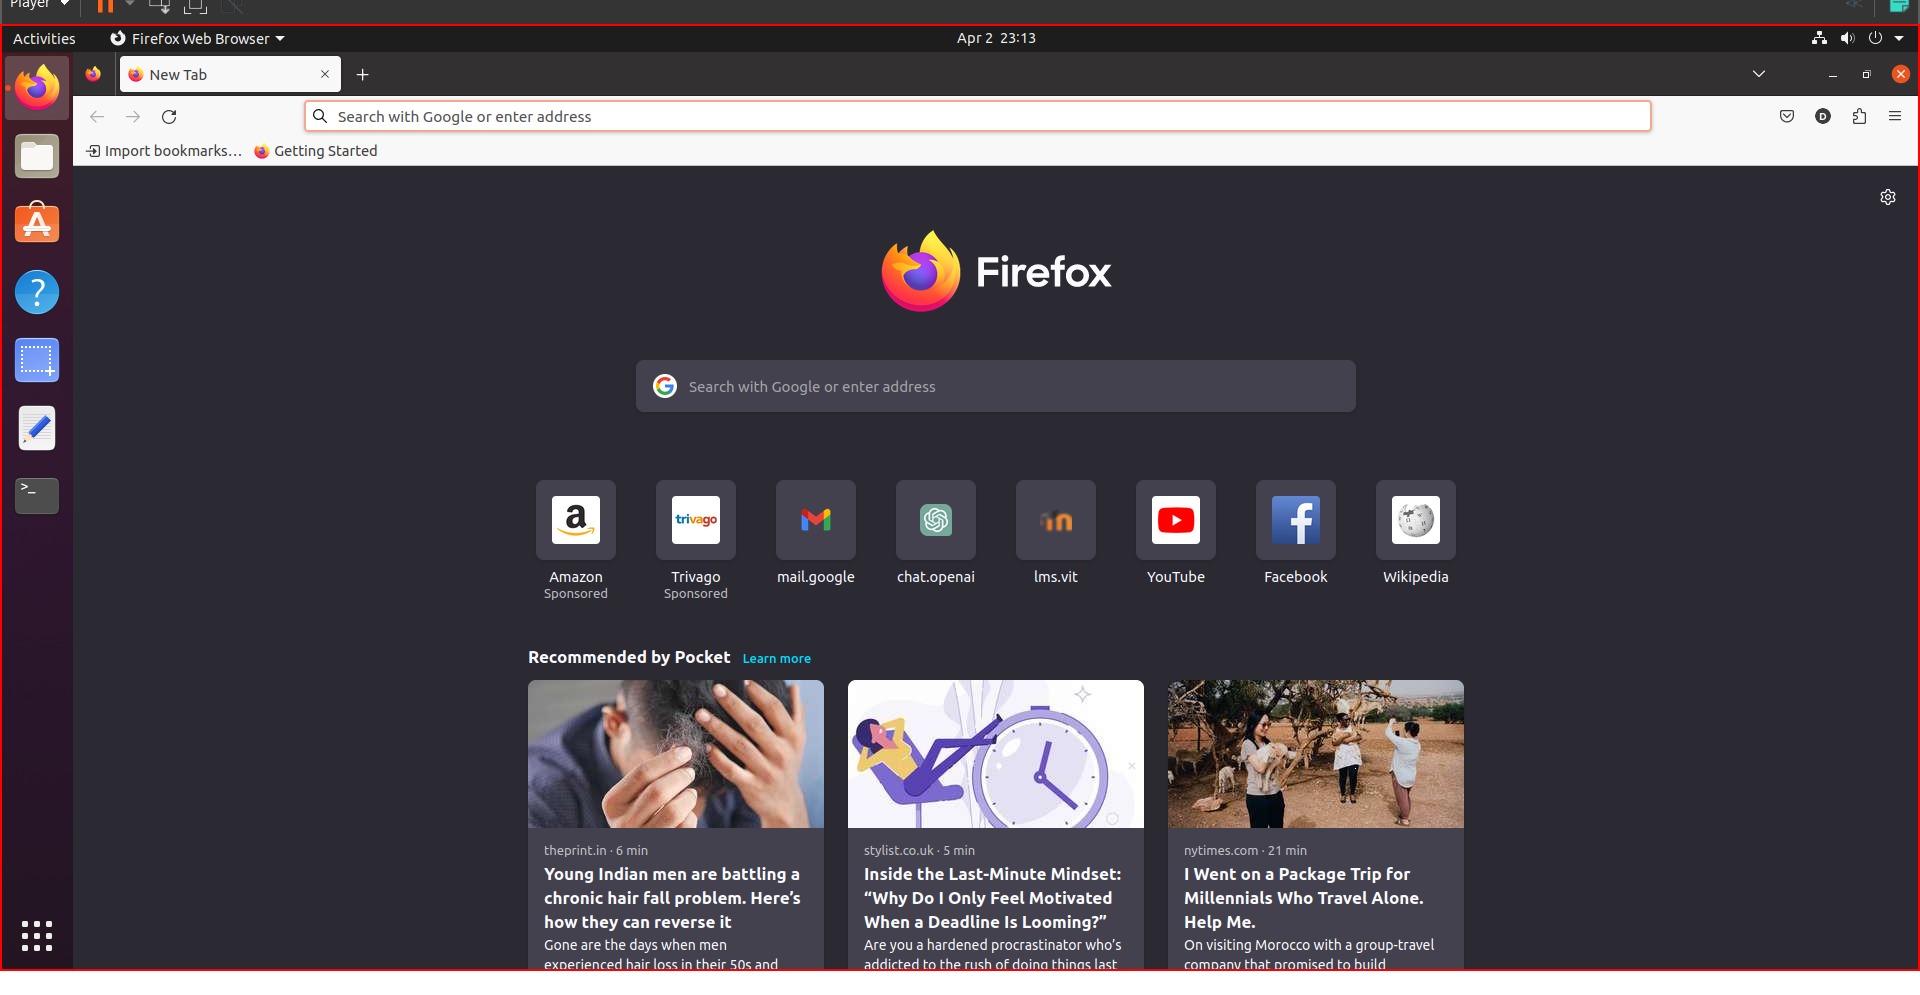 Player
Activities Firefox Web Browser Apr 2 23:13
New Tab
Search with Google or enter address
D
Import bookmarks... Getting Started
Firefox
Search with Google or enter address
a trivago
Amazon Trivago mail.google chat.openai lms.vit YouTube Facebook Wikipedia
Sponsored Sponsored
Recommended by Pocket Learn more
theprint.in · 6 min
Young Indian men are battling a
chronic hair fall problem. Here's
how they can reverse it
Gone are the days when men
experienced hair loss in their 50s and
stylist.co.uk · 5 min
Inside the Last-Minute Mindset:
“Why Do I Only Feel Motivated
When a Deadline Is Looming?”
Are you a hardened procrastinator who's
addicted to the rush of doing things last
nytimes.com · 21 min
I Went on a Package Trip for
Millennials Who Travel Alone.
Help Me.
On visiting Morocco with a group-travel
company that promised to build